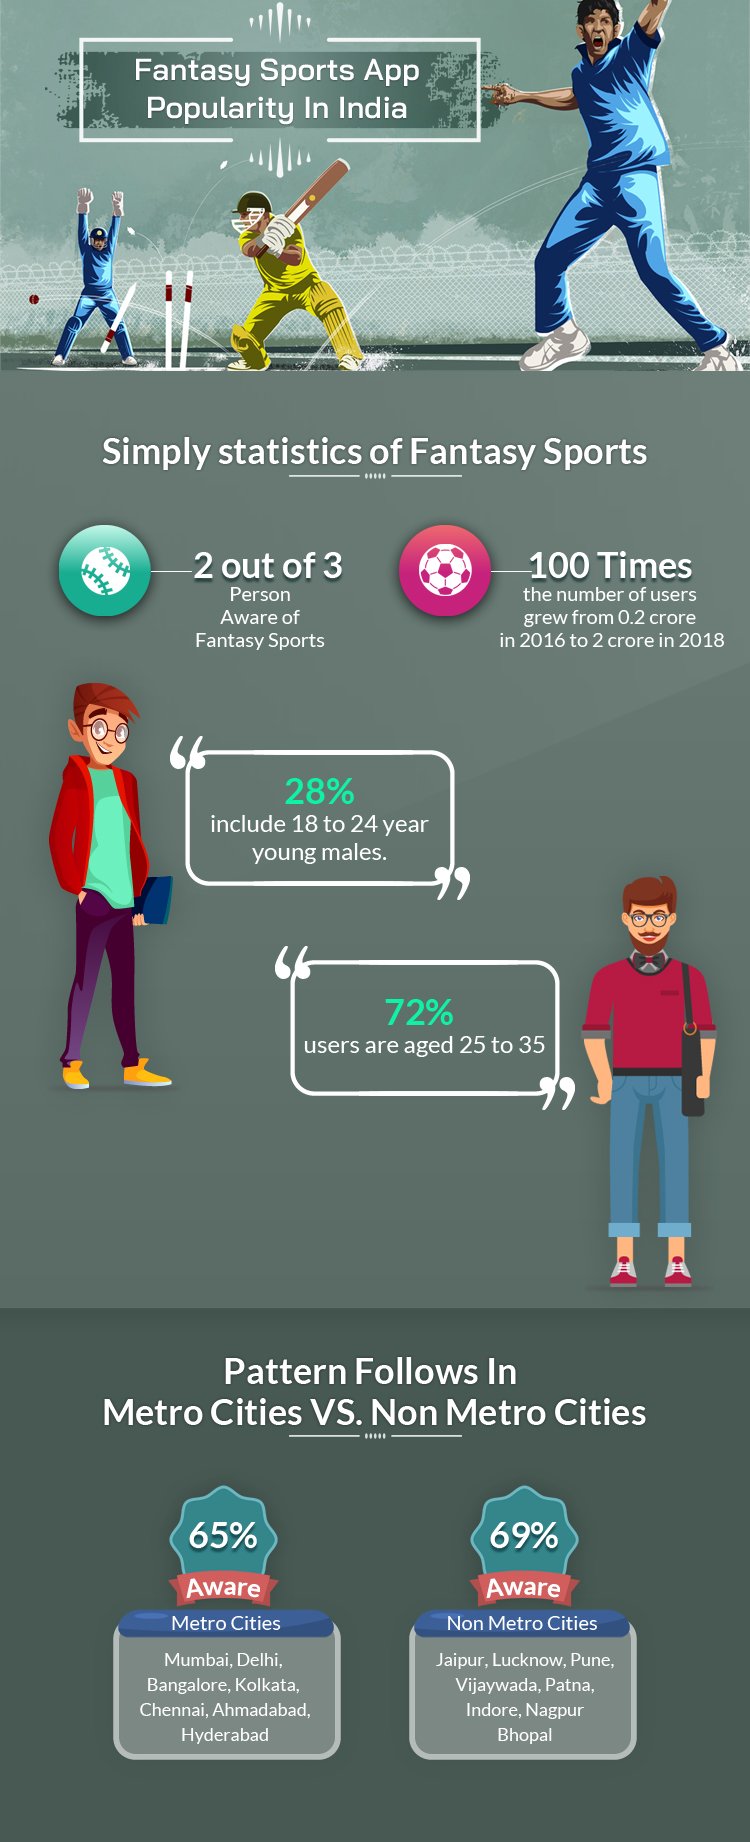 Fantasy Sports App
Popularity In India
Simply statistics of Fantasy Sports
2 out of 3
Person
Aware of
Fantasy Sports
100 Times
the number of users
grew from 0.2 crore
in 2016 to 2 crore in 2018
28%
include 18 to 24 year
young males.
72%
users are aged 25 to 35
Pattern Follows In
Metro Cities VS. Non Metro Cities
65%
Aware
Metro Cities
Mumbai, Delhi,
Bangalore, Kolkata,
Chennai, Ahmadabad,
Hyderabad
69%
Aware
Non Metro Cities
Jaipur, Lucknow, Pune,
Vijaywada, Patna,
Indore, Nagpur
Bhopal